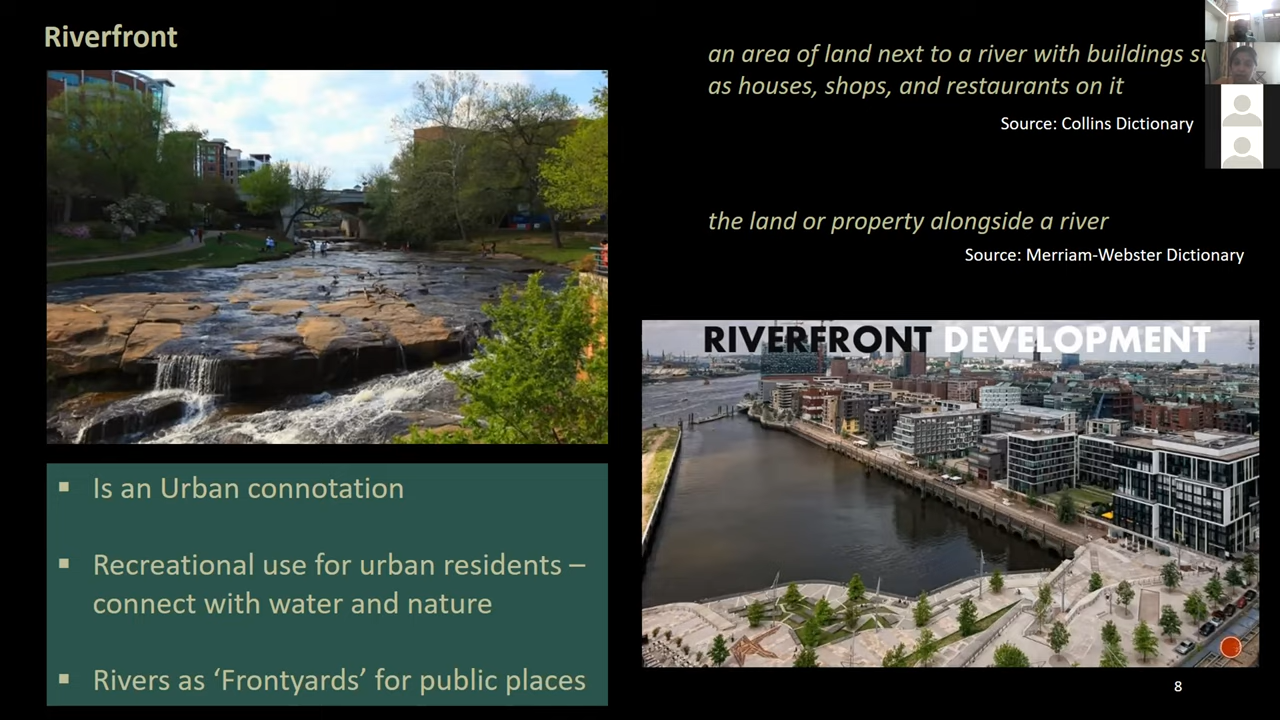 Riverfront
an area of land next to a river with buildings
as houses, shops, and restaurants on it
Source: Collins Dictionary
the land or property alongside a river
Source: Merriam-Webster Dictionary
RIVERFRONT DEVELOPMENT
▪ Is an Urban connotation
▪ Recreational use for urban residents –
connect with water and nature
▪ Rivers as ‘Frontyards’ for public places
8